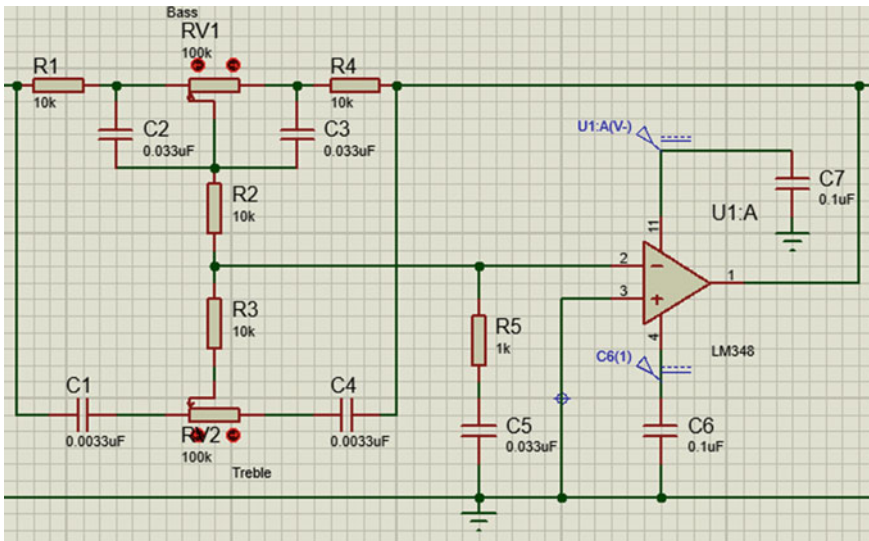 Bass
RV1
100k
R1
10k
R4
10k
C2
0.033uF
C3
0.033uF
R2
10k
R3
10k
C1
0.0033uF
C4
0.0033uF
RV2
100k
Treble
R5
1k
C5
0.033uF
U1:A(V-)
C7
0.1uF
U1:A
11
2
3
1
4
LM348
C6(1)
C6
0.1uF